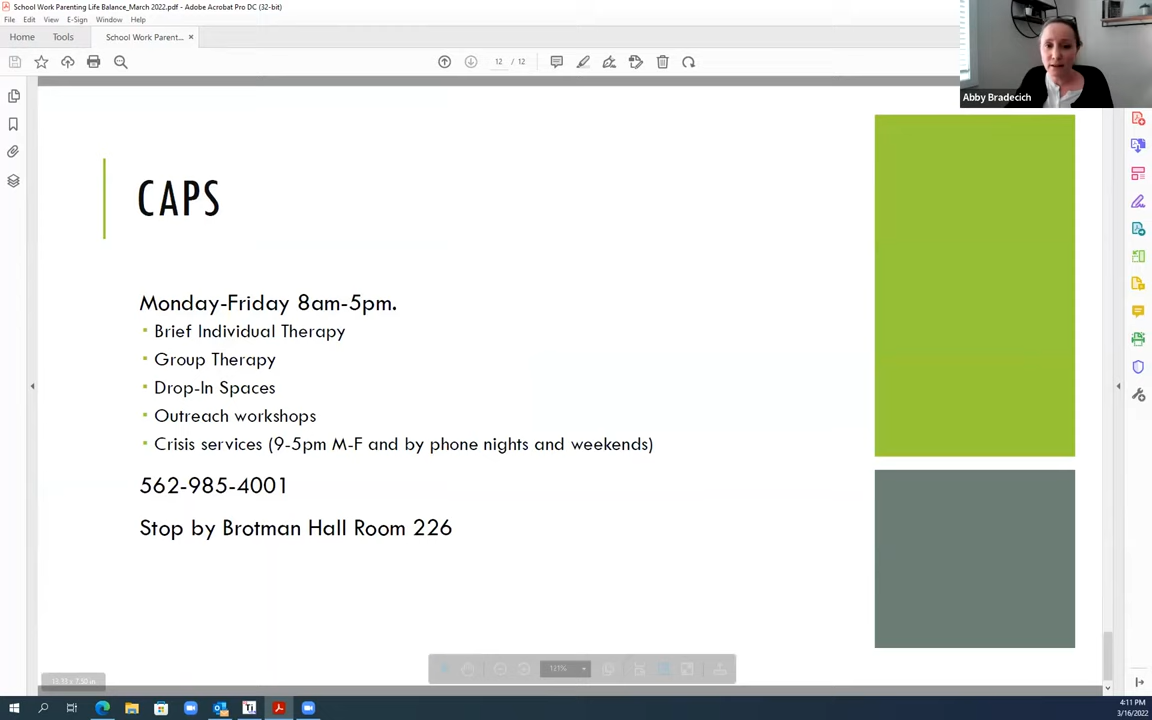 School Work Parenting Life Balance_March 2022.pdf - Adobe Acrobat Pro DC (32-bit)
File Edit View E-Sign Window Help
Home Tools School Work Parent... ×
12 / 12
Abby Bradecich
CAPS
Monday-Friday 8am-5pm.
▪ Brief Individual Therapy
▪ Group Therapy
▪ Drop-In Spaces
▪ Outreach workshops
▪ Crisis services (9-5pm M-F and by phone nights and weekends)
562-985-4001
Stop by Brotman Hall Room 226
121%
4:11 PM
3/16/2022